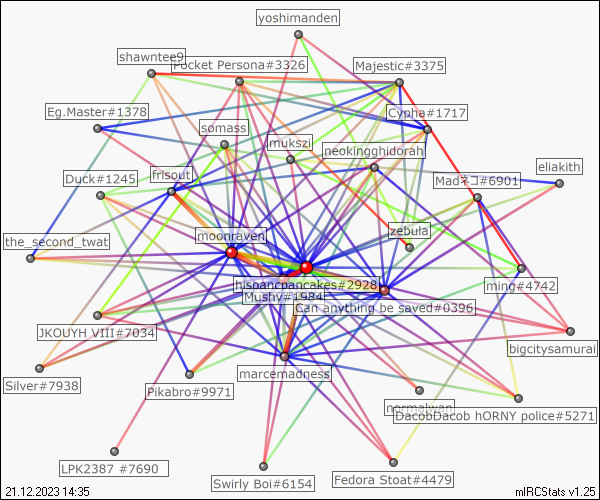 yoshimanden
shawntee9
Pocket Persona#3326
Majestic#3375
Eg.Master#1378
Cypha#1717
somass
mukszi
neokingghidorah
eliakith
Duck#1245
frisout
Madネコ#6901
moonraven
zebula
the_second_twat
hispancpancakes#2928
ming#4742
Mushy#1984
Can anything be saved#0396
JKOUYH VIII#7034
bigcitysamurai
marcemadness
Silver#7938
Pikabro#9971
normalwan
DacobDacob hORNY police#5271
LPK2387 #7690
Swirly Boi#6154
Fedora Stoat#4479
21.12.2023 14:35
mIRCStats v1.25